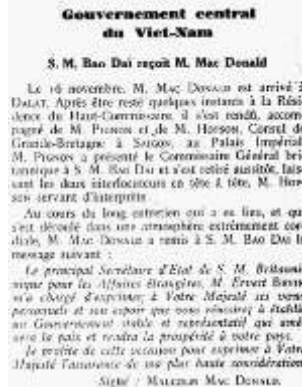 Gouvernement central
du Viet-Nam
S. M. Bao Dai reçoit M. Mac Donald
Le 16 novembre, M. MAC DONALD est arrivé à
DALAT. Après être resté quelques instants à la Rési-
dence du Haut-Commissaire, il s'est rendu, accom-
pagné de M. PIGNON et de M. HOPSON, Consul de
Grande-Bretagne à SAIGON, au Palais Impérial.
M. PIGNON a présenté le Commissaire Général bri-
tannique à S. M. BAO DAI et s'est retiré aussitôt, lais-
sant les deux interlocuteurs en tête à tête, M. HOP-
SON servant d'interprète.
Au cours du long entretien qui a eu lieu, et qui
s'est déroulé dans une atmosphère extrêmement cor-
diale, M. MAC DONALD a remis à S. M. BAO DAI le
message suivant :
Le principal Secrétaire d'Etat de S. M. Britann-
nique pour les Affaires étrangères, M. Ernest BEVIN
m'a chargé d'exprimer à Votre Majesté ses vœux
personnels et son espoir que vous réussirez à établir
un Gouvernement stable et représentatif qui amè-
nera la paix et rendra la prospérité à votre pays.
Je profite de cette occasion pour exprimer à Votre
Majesté l'assurance de ma plus haute considération.
Signé : MALCOLM MAC DONALD.